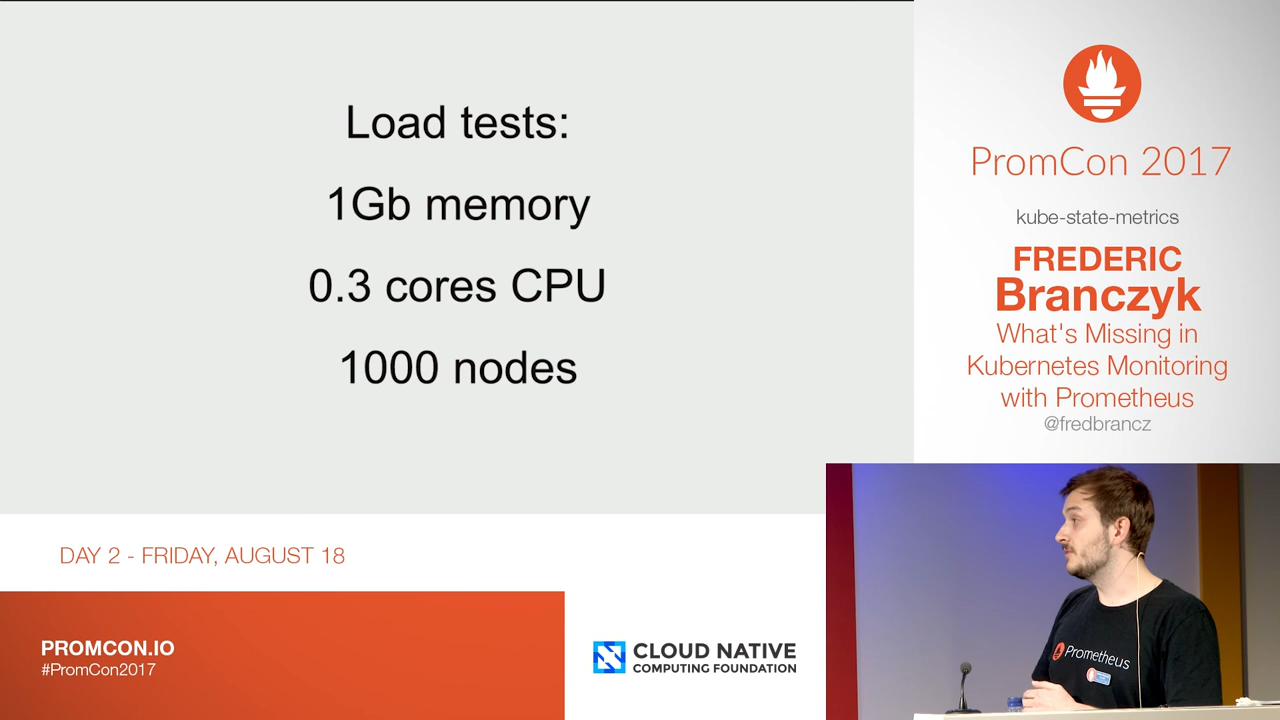 Load tests:
1Gb memory
0.3 cores CPU
1000 nodes
PromCon 2017
kube-state-metrics
FREDERIC
Branczyk
What's Missing in
Kubernetes Monitoring
with Prometheus
@fredbrancz
DAY 2 - FRIDAY, AUGUST 18
PROMCON.IO
#PromCon2017
CLOUD NATIVE
COMPUTING FOUNDATION
Prometheus